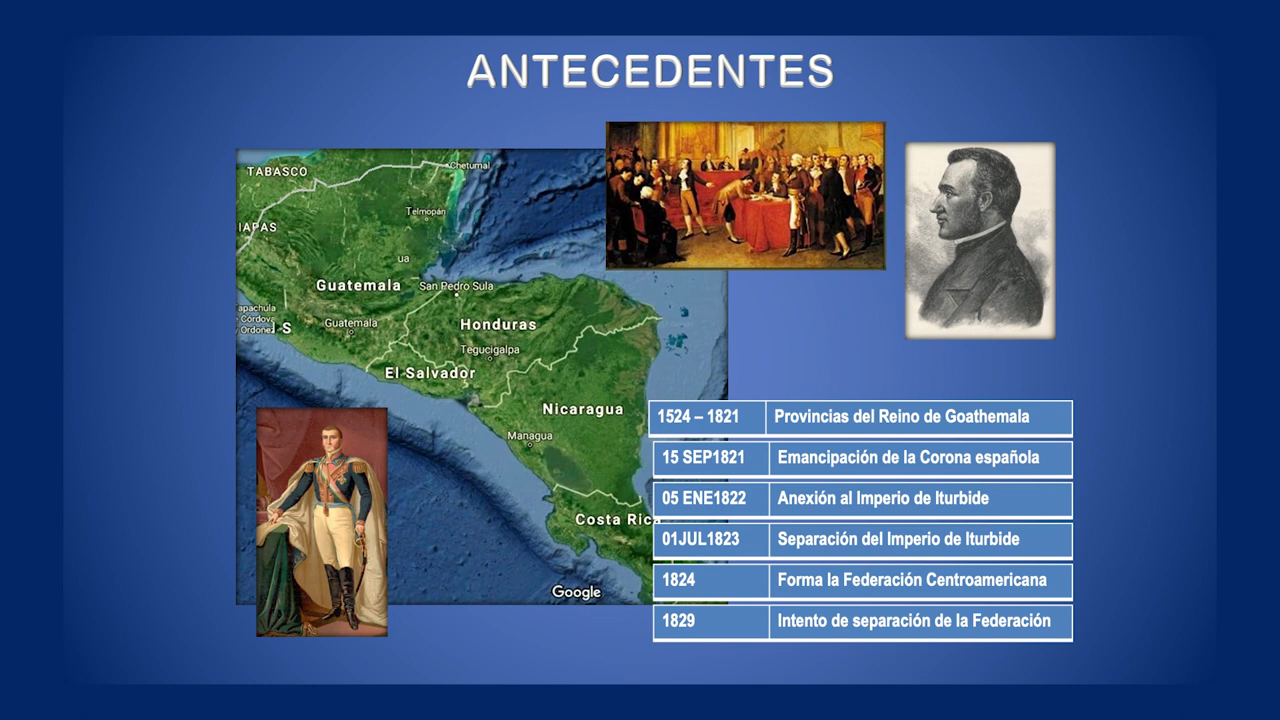 ANTECEDENTES
TABASCO
Chetumal
IAPAS
Telmopán
ua
Guatemala
San Pedro Sula
apachula
Córdova
Ordóñez
Guatemala
Honduras
Tegucigalpa
El Salvador
Nicaragua
Managua
Costa Rica
Google
1524 – 1821 Provincias del Reino de Goathemala
15 SEP1821 Emancipación de la Corona española
05 ENE1822 Anexión al Imperio de Iturbide
01JUL1823 Separación del Imperio de Iturbide
1824 Forma la Federación Centroamericana
1829 Intento de separación de la Federación